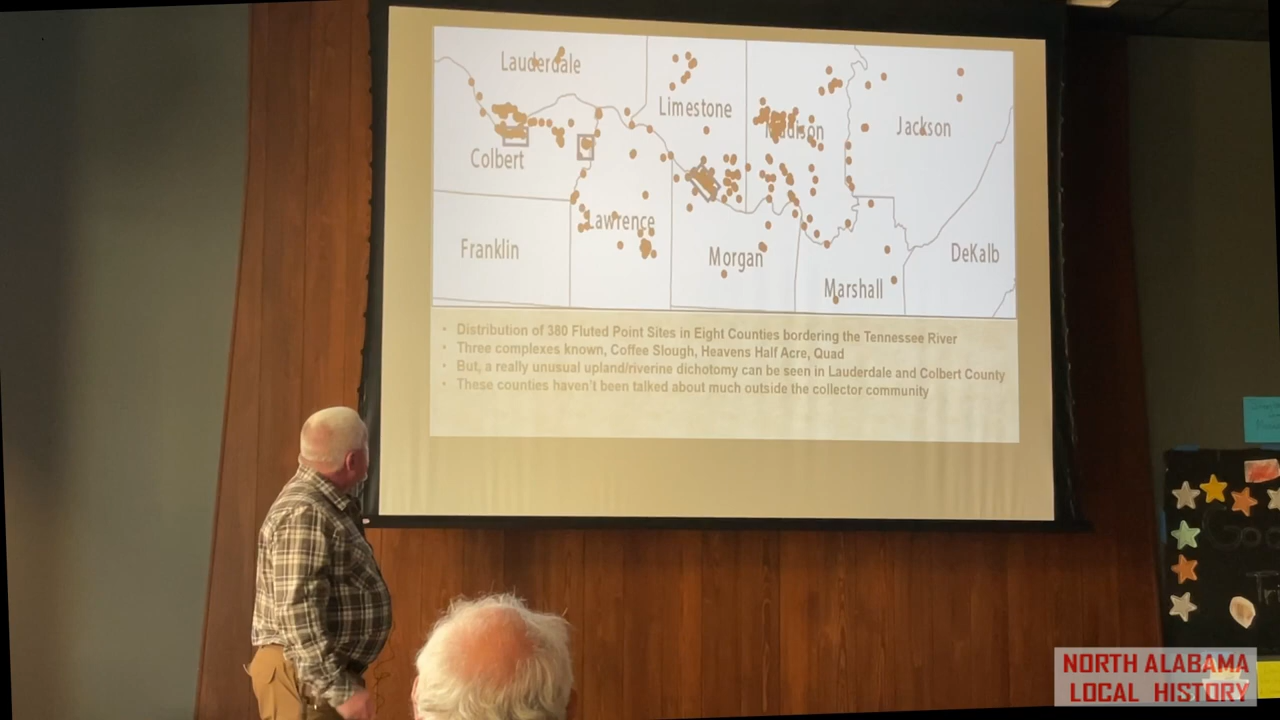 Lauderdale
Limestone
Madison
Jackson
Colbert
Lawrence
Franklin
Morgan
DeKalb
Marshall
• Distribution of 380 Fluted Point Sites in Eight Counties bordering the Tennessee River
• Three complexes known, Coffee Slough, Heavens Half Acre, Quad
• But, a really unusual upland/riverine dichotomy can be seen in Lauderdale and Colbert County
• These counties haven't been talked about much outside the collector community
NORTH ALABAMA
LOCAL HISTORY